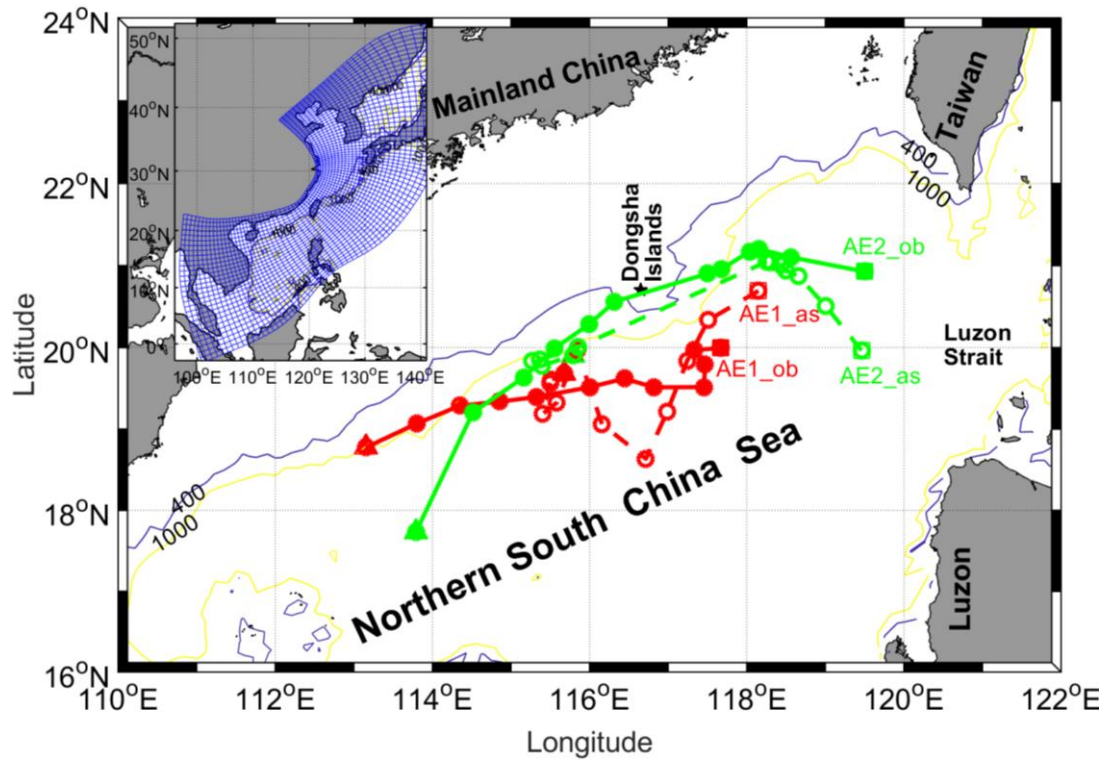 24°N
22°N
20°N
18°N
16°N
110°E
112°E
114°E
116°E
118°E
120°E
122°E
Latitude
Longitude
50°N
40°N
30°N
20°N
10°N
0°N
100°E
110°E
120°E
130°E
140°E
Mainland China
Taiwan
400
1000
Dongsha
Islands
AE2_ob
AE1_as
AE1_ob
AE2_as
Luzon
Strait
Northern South China Sea
400
1000
Luzon